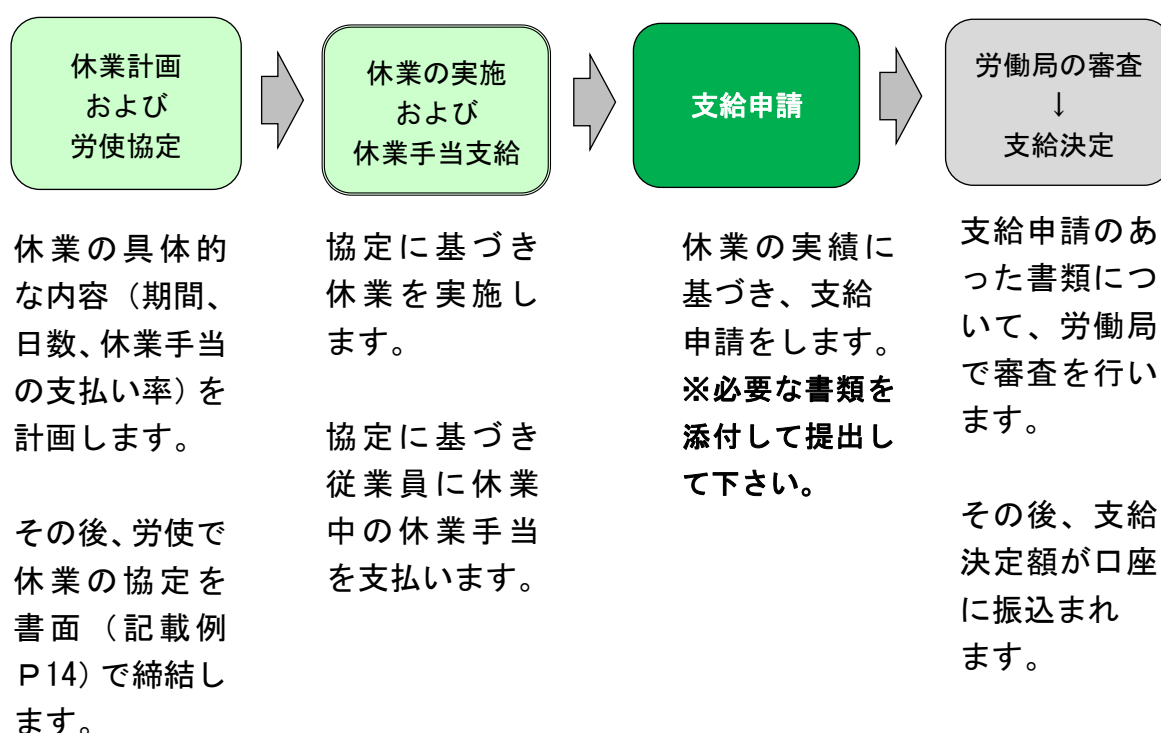 休業計画
および
労使協定
休業の実施
および
休業手当支給
支給申請
労働局の審査
↓
支給決定
休業の具体的
な内容（期間、
日数、休業手当
の支払い率）を
計画します。
その後、労使で
休業の協定を
書面（記載例
Ｐ14）で締結し
ます。
協定に基づき
休業を実施し
ます。
協定に基づき
従業員に休業
中の休業手当
を支払います。
休業の実績に
基づき、支給
申請をします。
※必要な書類を
添付して提出し
て下さい。
支給申請のあ
った書類につ
いて、労働局
で審査を行い
ます。
その後、支給
決定額が口座
に振込まれ
ます。